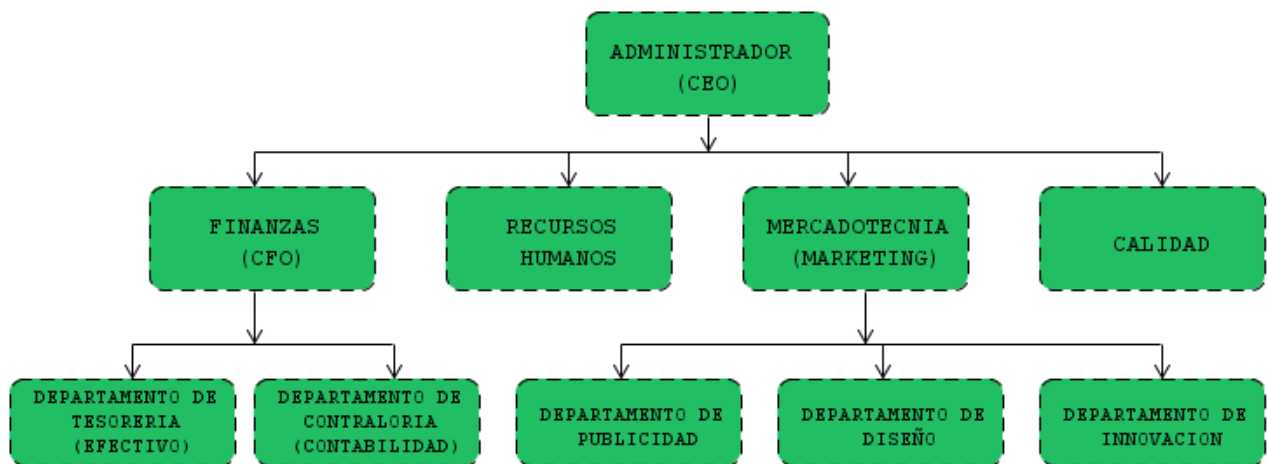 ADMINISTRADOR
(CEO)
FINANZAS
(CFO)
RECURSOS
HUMANOS
MERCADOTECNIA
(MARKETING)
CALIDAD
DEPARTAMENTO DE
TESORERIA
(EFECTIVO)
DEPARTAMENTO DE
CONTRALORIA
(CONTABILIDAD)
DEPARTAMENTO DE
PUBLICIDAD
DEPARTAMENTO DE
DISEÑO
DEPARTAMENTO DE
INNOVACION